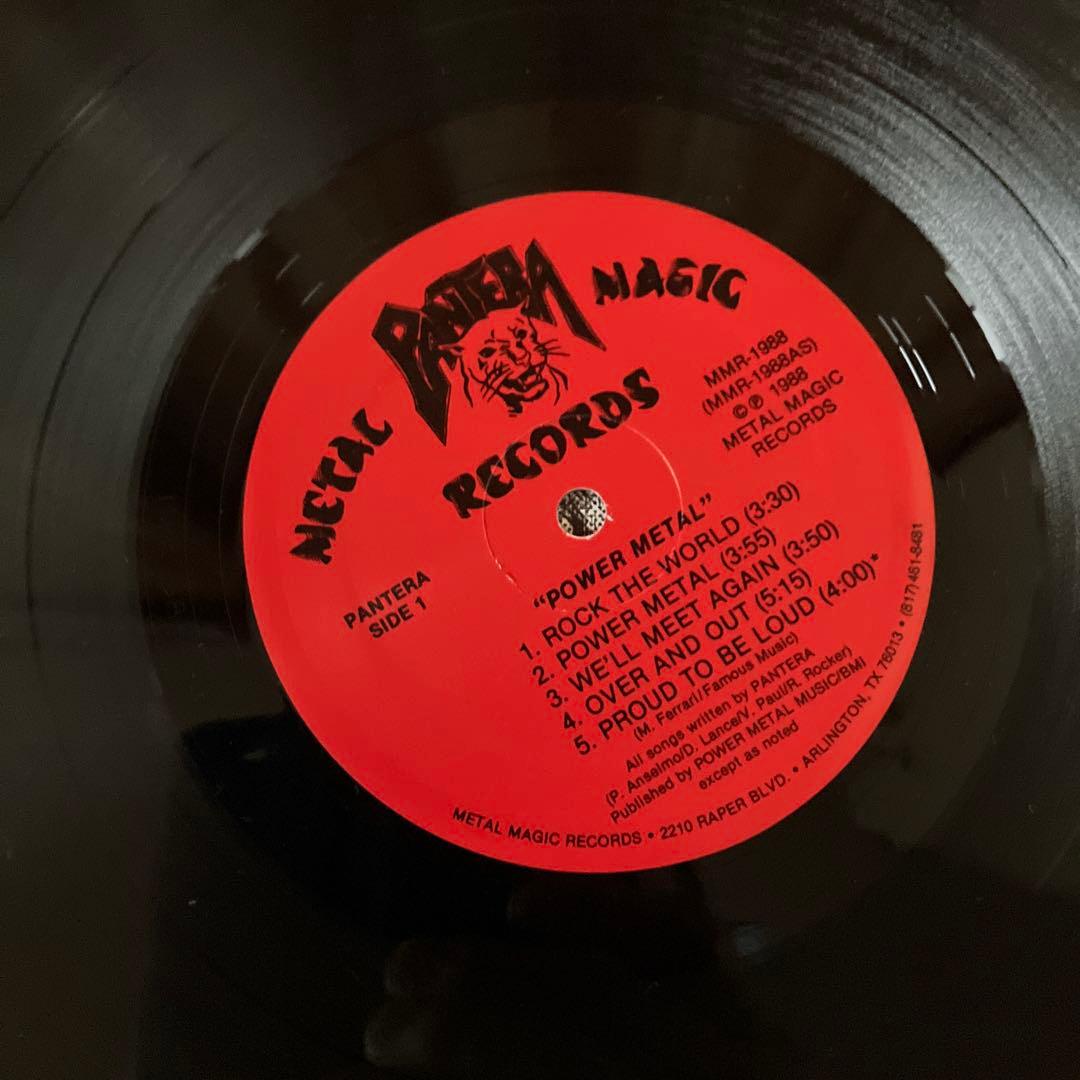 METAL MAGIC
PANTERA
RECORDS
MMR-1988
(MMR-1988AS)
©℗ 1988
METAL MAGIC
RECORDS
PANTERA
SIDE 1
“POWER METAL”
1. ROCK THE WORLD (3:30)
2. POWER METAL (3:55)
3. WE'LL MEET AGAIN (3:50)
4. OVER AND OUT (5:15)
5. PROUD TO BE LOUD (4:00)*
(M. Ferrari/Famous Music)
All songs written by PANTERA
(P. Anselmo/D. Lance/V. Paul/R. Rocker)
Published by POWER METAL MUSIC/BMI
except as noted
METAL MAGIC RECORDS • 2210 RAPER BLVD. • ARLINGTON, TX 76013 • (817) 461-8481